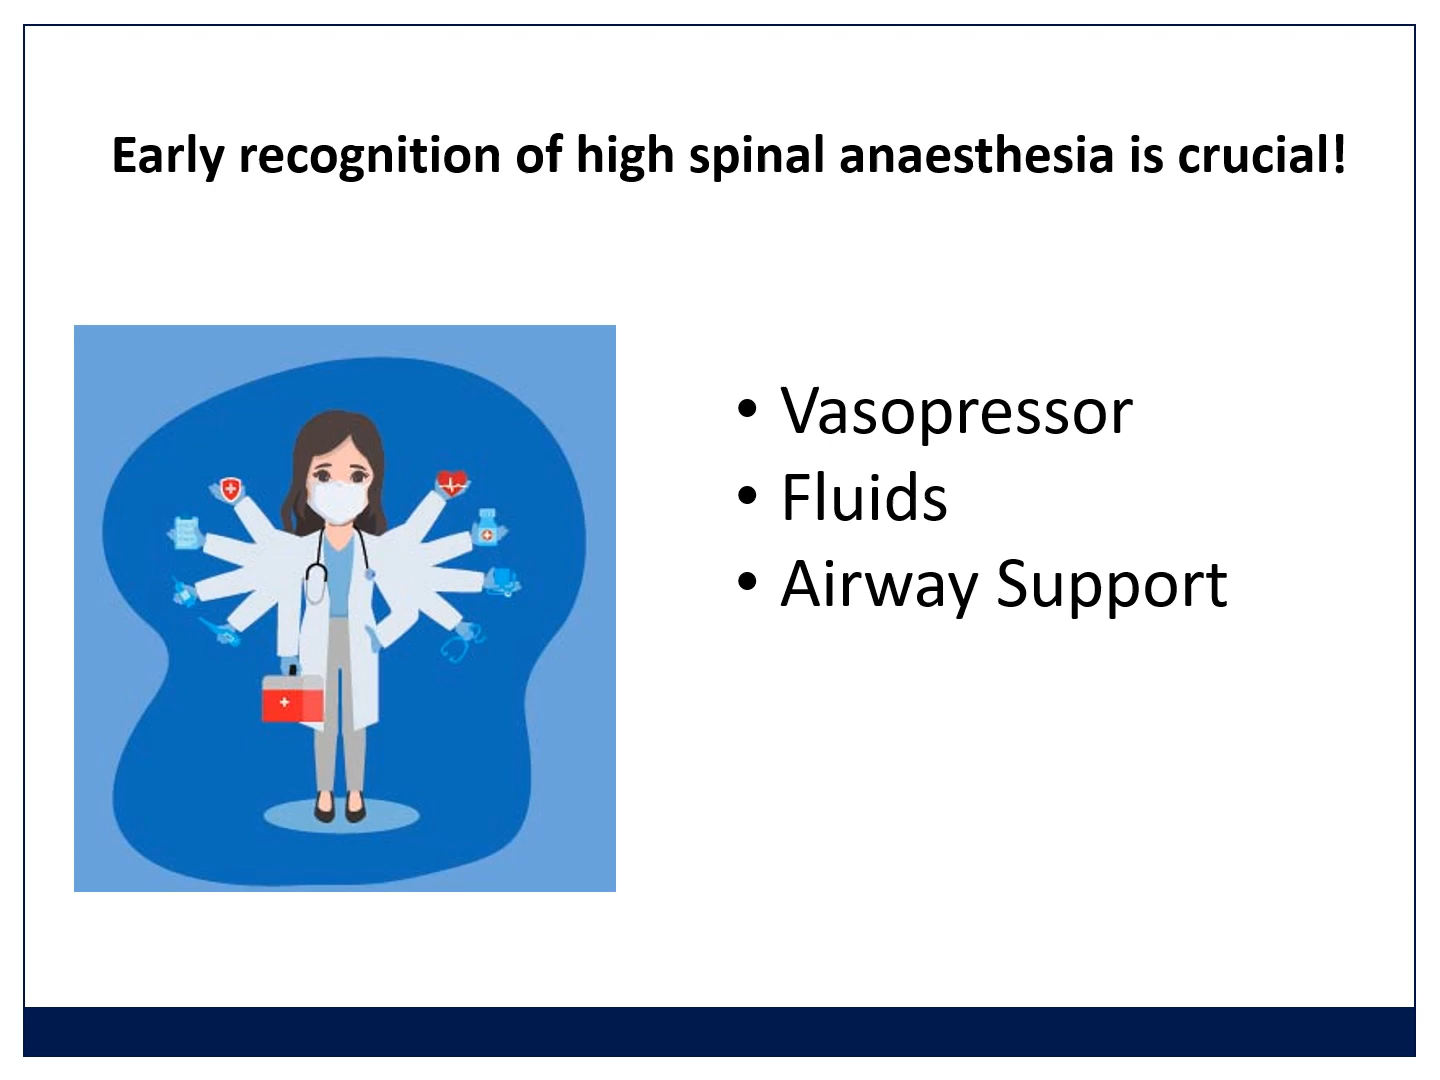 Early recognition of high spinal anaesthesia is crucial!
• Vasopressor
• Fluids
• Airway Support